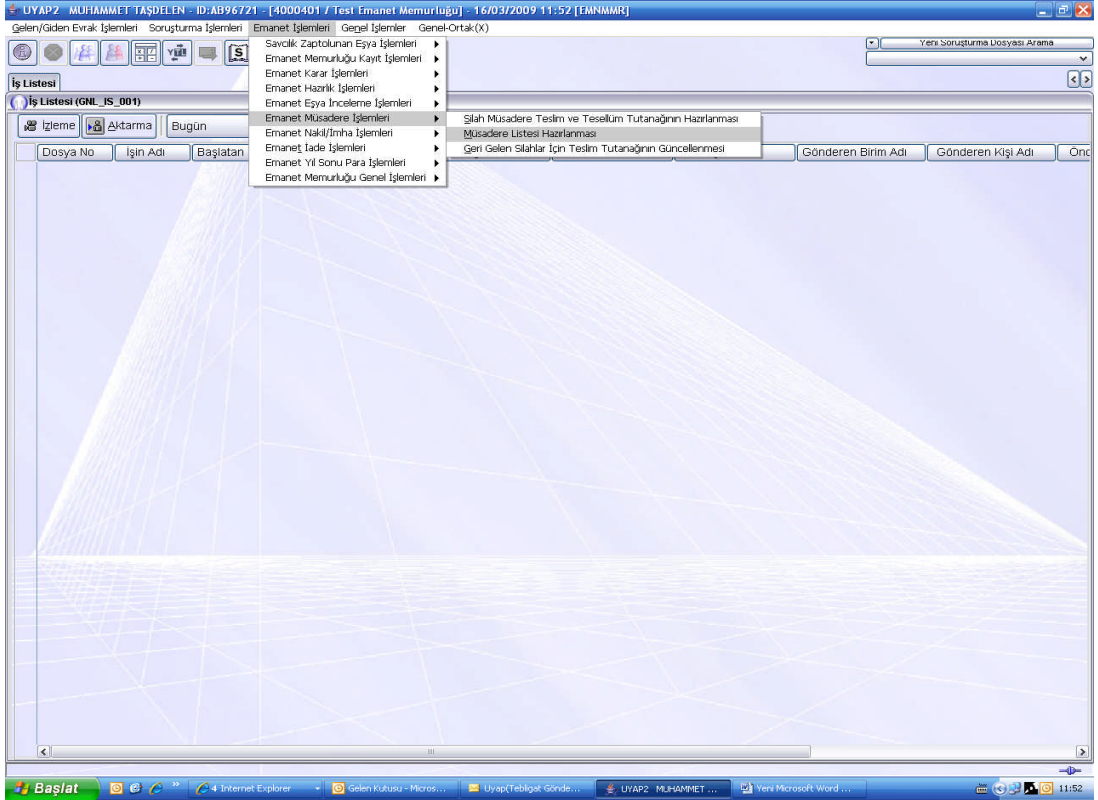 UYAP2 MUHAMMET TAŞDELEN - ID:AB96721 - [4000401 / Test Emanet Memurluğu] - 16/03/2009 11:52 [EMNMMR]
Gelen/Giden Evrak İşlemleri Soruşturma İşlemleri Emanet İşlemleri Genel İşlemler Genel-Ortak(X)
Yeni Soruşturma Dosyası Arama
İş Listesi
İş Listesi (GNL_IS_001)
İzleme Aktarma Bugün
Dosya No İşin Adı Başlatan Gönderen Birim Adı Gönderen Kişi Adı Önc
Savcılık Zaptolunan Eşya İşlemleri
Emanet Memurluğu Kayıt İşlemleri
Emanet Karar İşlemleri
Emanet Hazırlık İşlemleri
Emanet Eşya İnceleme İşlemleri
Emanet Müsadere İşlemleri
Emanet Nakil/İmha İşlemleri
Emanet İade İşlemleri
Emanet Yıl Sonu Para İşlemleri
Emanet Memurluğu Genel İşlemleri
Silah Müsadere Teslim ve Tesellüm Tutanağının Hazırlanması
Müsadere Listesi Hazırlanması
Geri Gelen Silahlar İçin Teslim Tutanağının Güncellenmesi
Başlat 4 Internet Explorer Gelen Kutusu - Micros... Uyap(Tebligat Gönde... UYAP2 MUHAMMET ... Yeni Microsoft Word ... 11:52